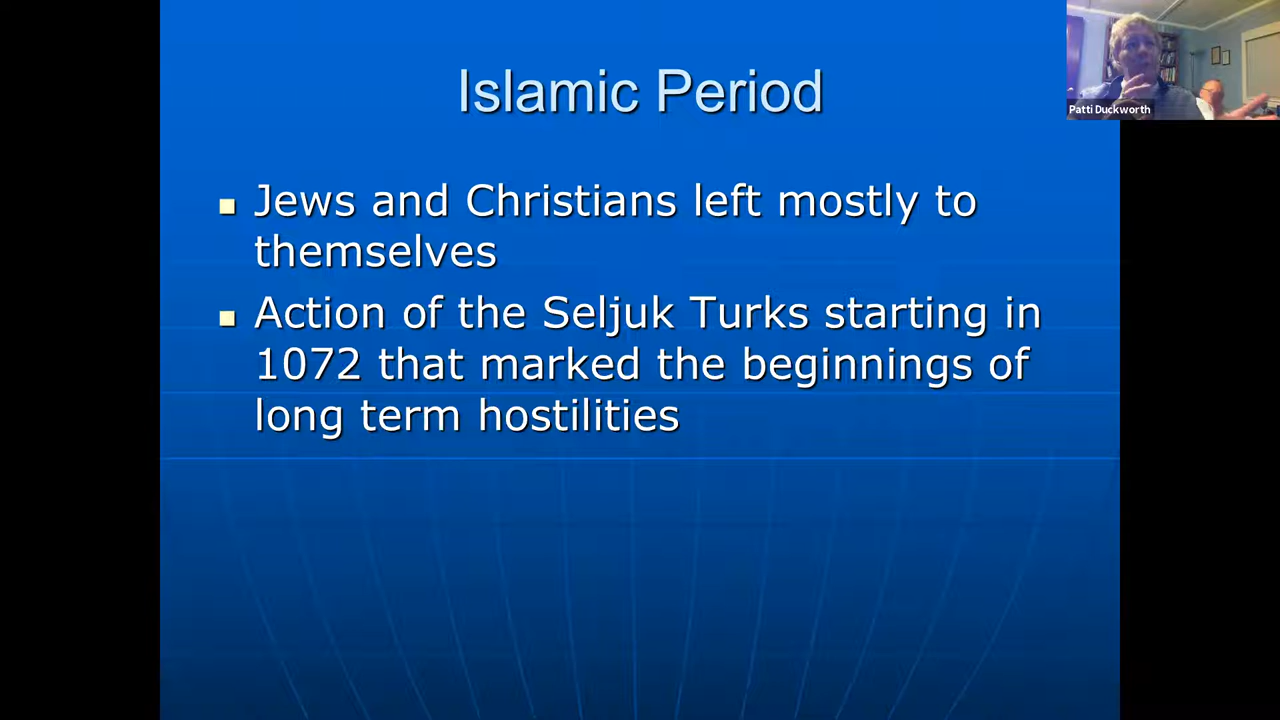 Islamic Period
Patti Duckworth
Jews and Christians left mostly to
themselves
Action of the Seljuk Turks starting in
1072 that marked the beginnings of
long term hostilities